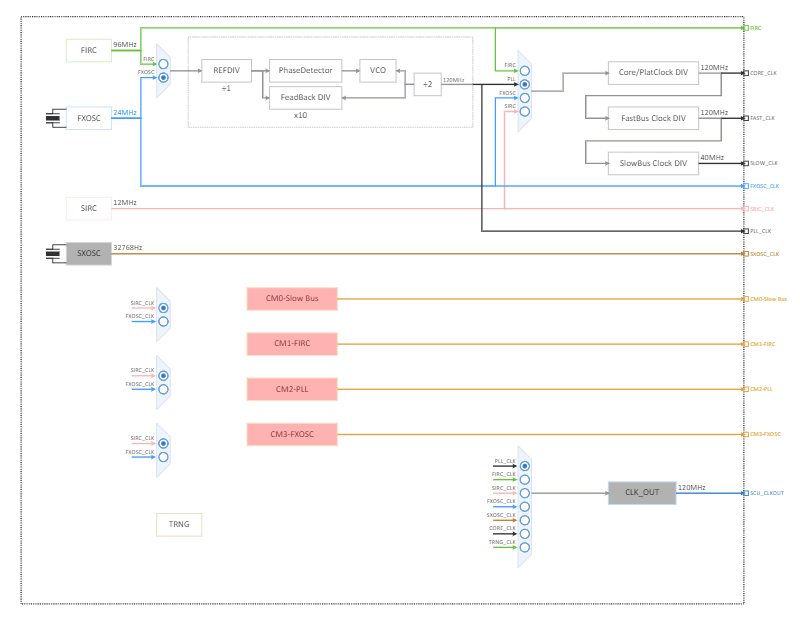 FIRC
FIRC
96MHz
FIRC
FXOSC
REFDIV
÷1
PhaseDetector
VCO
FeadBack DIV
x10
÷2
120MHz
FIRC
PLL
FXOSC
SIRC
Core/PlatClock DIV
120MHz
CORE_CLK
FXOSC
24MHz
FastBus Clock DIV
120MHz
FAST_CLK
SlowBus Clock DIV
40MHz
SLOW_CLK
FXOSC_CLK
SIRC
12MHz
SIRC_CLK
PLL_CLK
SXOSC
32768Hz
SXOSC_CLK
SIRC_CLK
FXOSC_CLK
CM0-Slow Bus
CM0-Slow Bus
CM1-FIRC
CM1-FIRC
SIRC_CLK
FXOSC_CLK
CM2-PLL
CM2-PLL
SIRC_CLK
FXOSC_CLK
CM3-FXOSC
CM3-FXOSC
PLL_CLK
FIRC_CLK
SIRC_CLK
FXOSC_CLK
SXOSC_CLK
CORE_CLK
TRNG_CLK
CLK_OUT
120MHz
SCU_CLKOUT
TRNG